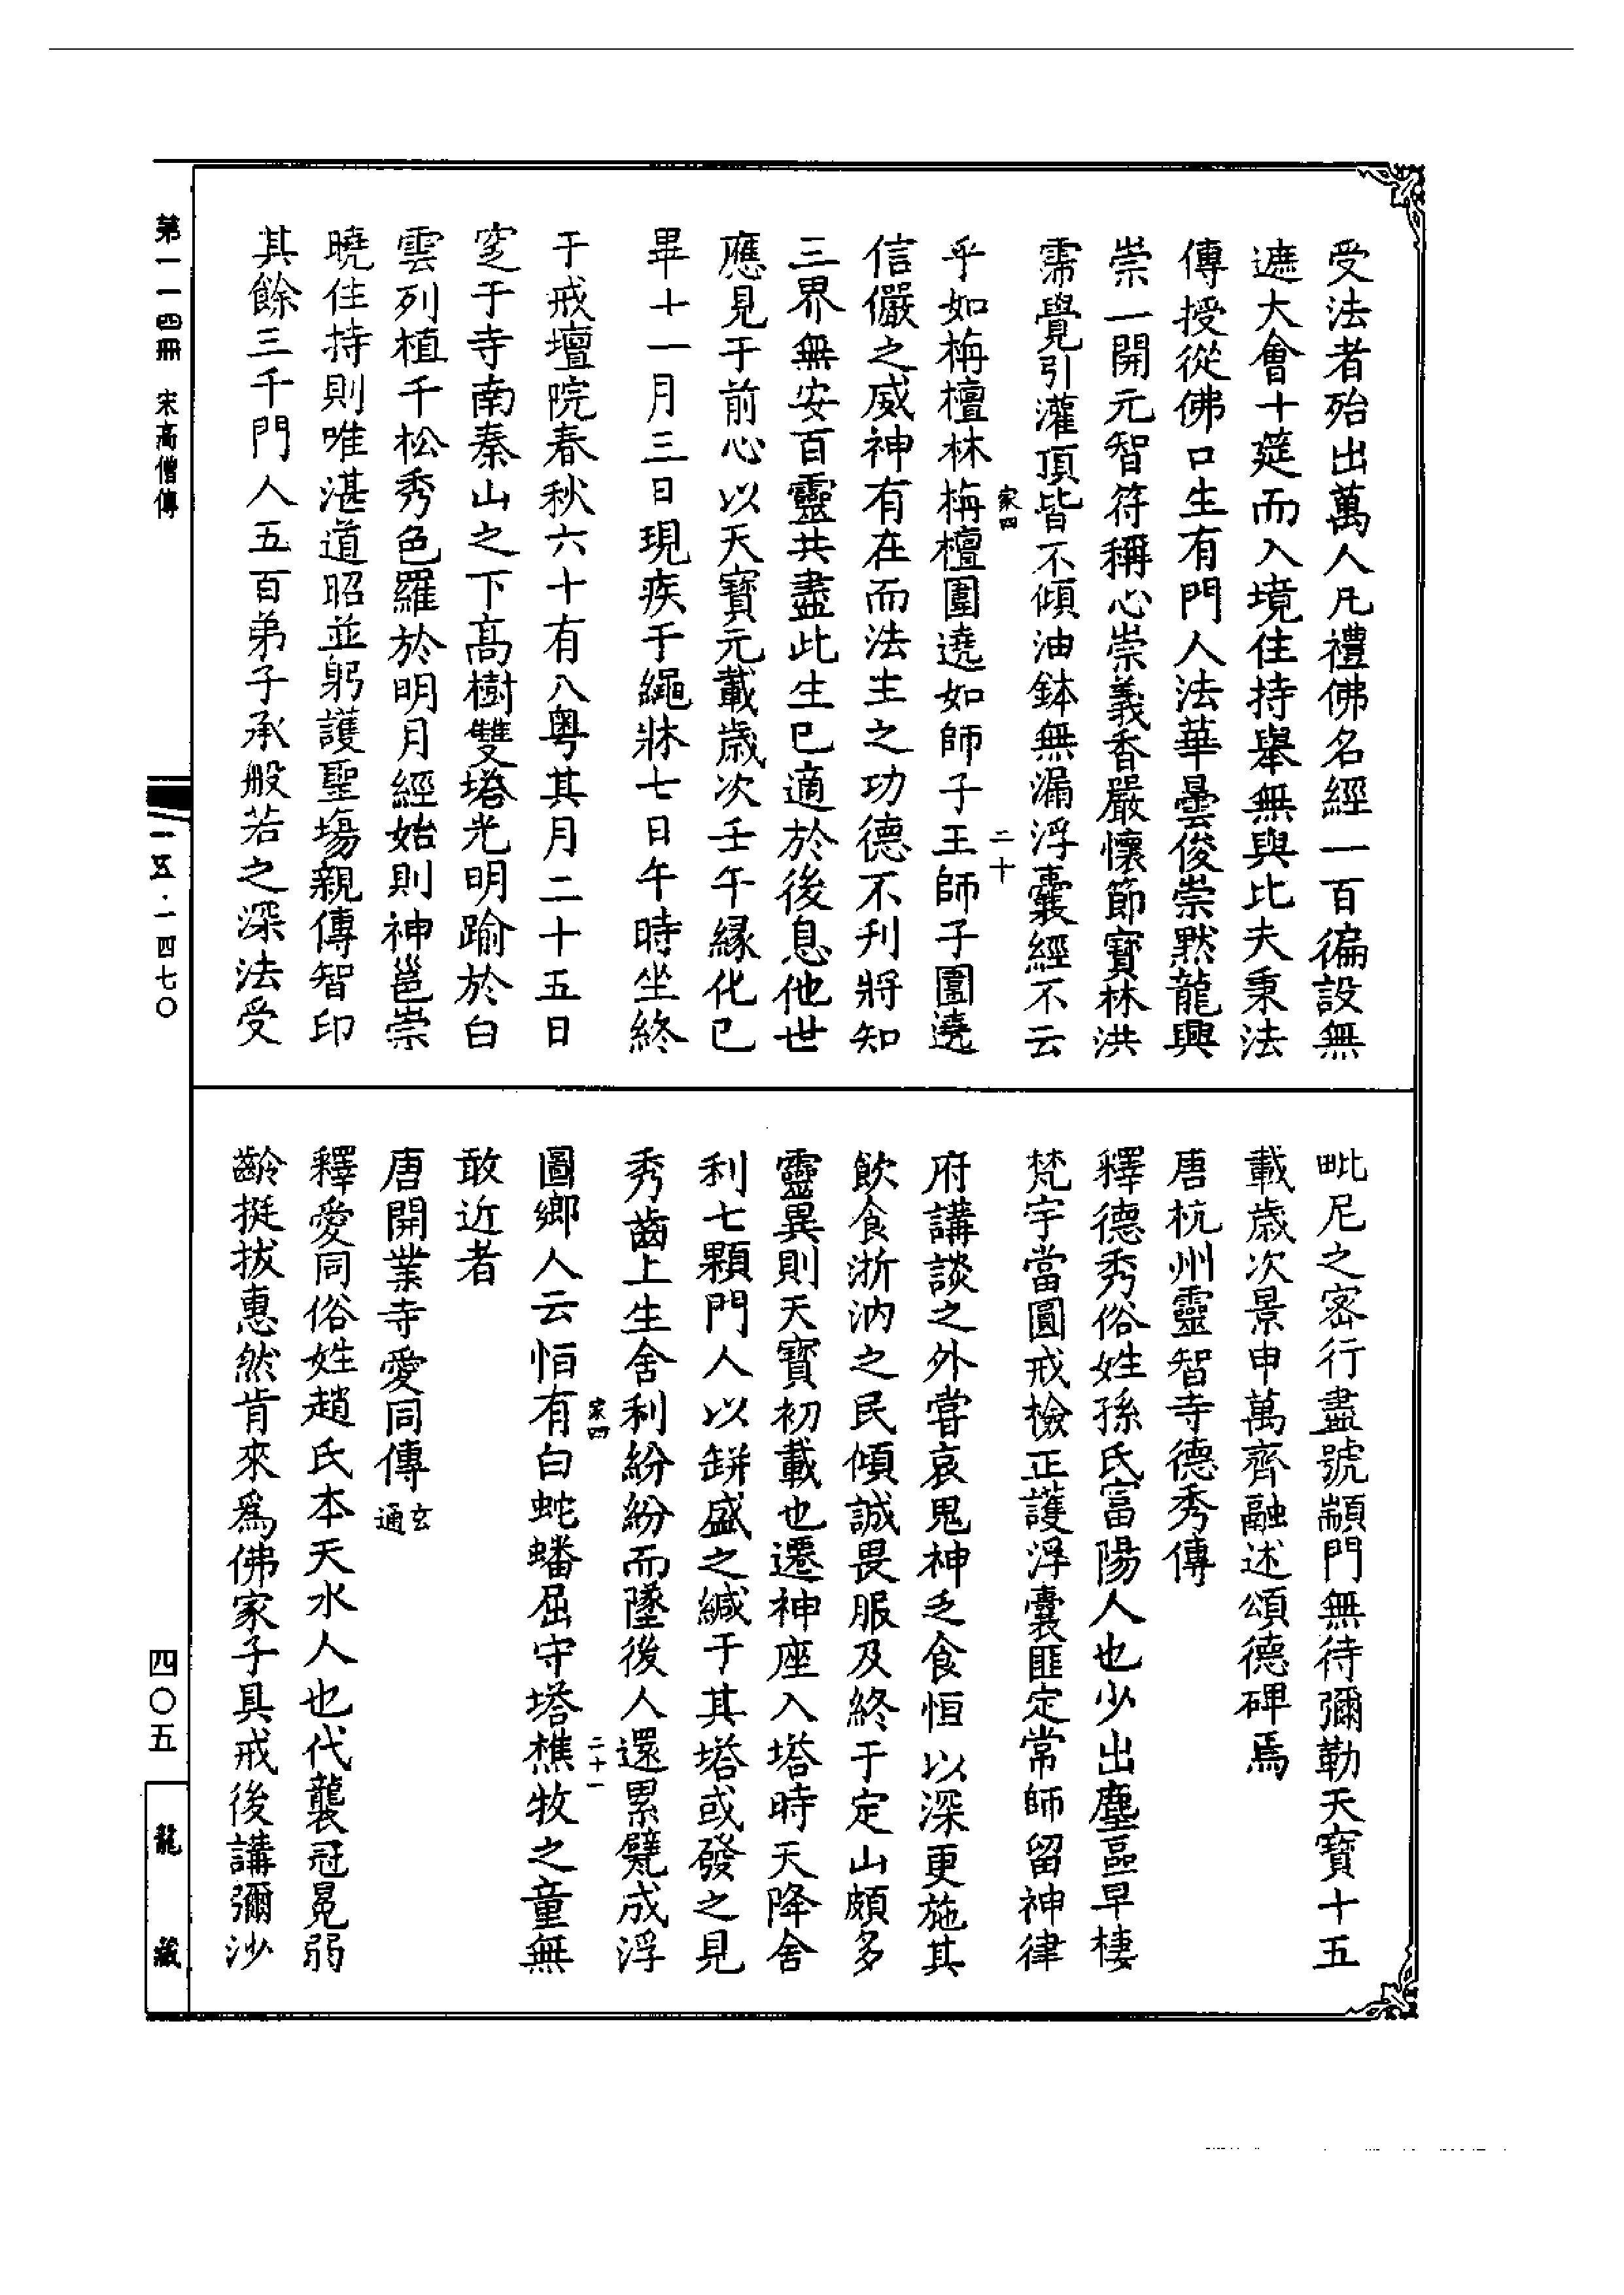 受法者殆出萬人凡禮佛名經一百徧設無
遮大會十筵而入境住持舉無與比夫秉法
傳授從佛口生有門人法華曇俊崇默龍興
崇一開元智符稱心崇義香嚴懷節寶林洪
霈覺引灌頂皆不傾油鉢無漏浮囊經不云
家四
二十
乎如栴檀林栴檀圍遶如師子王師子圍遶
信儼之威神有在而法主之功德不刋將知
三界無安百靈共盡此生已適於後息他世
應見于前心以天寶元載歲次壬午緣化已
畢十一月三日現疾于繩牀七日午時坐終
于戒壇院春秋六十有八粤其月二十五日
窆于寺南秦山之下高樹雙塔光明踰於白
雲列植千松秀色羅於明月經始則神邕崇
曉住持則唯湛道昭並躬護聖場親傳智印
其餘三千門人五百弟子承般若之深法受
毗尼之密行盡號顓門無待彌勒天寶十五
載歲次景申萬齊融述頌德碑焉
唐杭州靈智寺德秀傳
釋德秀俗姓孫氏富陽人也少出塵區早棲
梵宇當圓戒檢正護浮囊匪定常師留神律
府講談之外嘗哀鬼神乏食恒以深更施其
飲食浙汭之民傾誠畏服及終于定山頗多
靈異則天寶初載也遷神座入塔時天降舍
利七顆門人以缾盛之緘于其塔或發之見
秀齒上生舍利紛紛而墜後人還累甓成浮
家四
二十一
圖鄉人云恒有白蛇蟠屈守塔樵牧之童無
敢近者
唐開業寺愛同傳 玄通
釋愛同俗姓趙氏本天水人也代襲冠冕弱
齡挺拔惠然肯來爲佛家子具戒後講彌沙
第一一四冊 宋高僧傳
一五·一四七〇
四〇五
龍藏